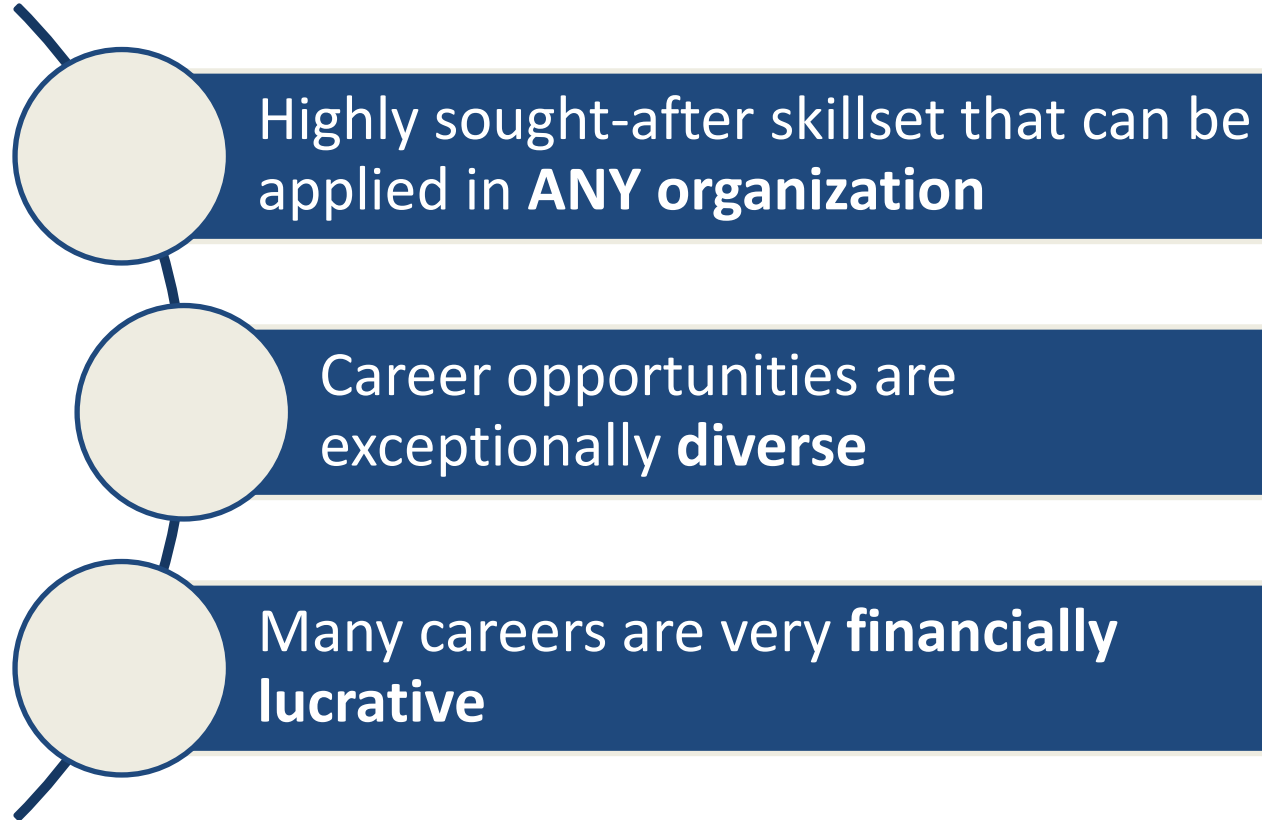 Highly sought-after skillset that can be
applied in ANY organization
Career opportunities are
exceptionally diverse
Many careers are very financially
lucrative